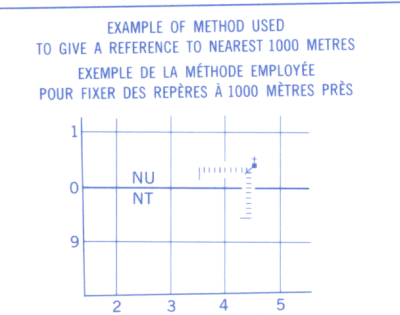 EXAMPLE OF METHOD USED
TO GIVE A REFERENCE TO NEAREST 1000 METRES
EXEMPLE DE LA MÉTHODE EMPLOYÉE
POUR FIXER DES REPÈRES À 1000 MÈTRES PRÈS
1
NU
0
NT
9
2 3 4 5